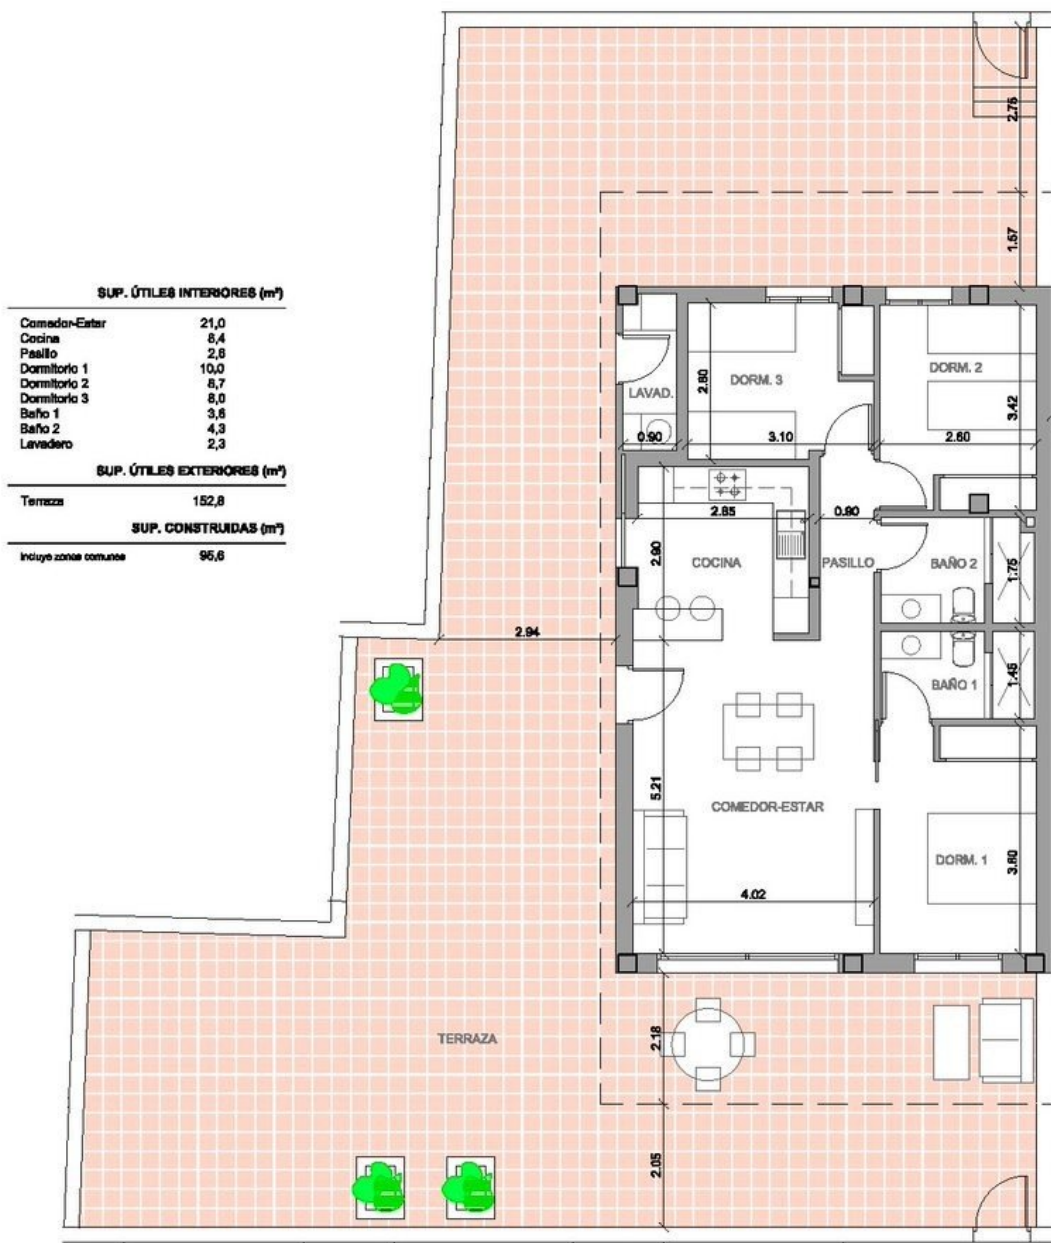 2.75
1.57
SUP. ÚTILES INTERIORES (m²)
Comedor-Estar 21,0
Cocina 8,4
Pasillo 2,8
Dormitorio 1 10,0
Dormitorio 2 8,7
Dormitorio 3 8,0
Baño 1 3,6
Baño 2 4,3
Lavadero 2,3
SUP. ÚTILES EXTERIORES (m²)
Terraza 152,8
SUP. CONSTRUIDAS (m²)
Incluye zonas comunes 95,6
LAVAD.
0.90
2.80
DORM. 3
3.10
DORM. 2
3.42
2.60
2.85
0.90
2.90
COCINA
PASILLO
BAÑO 2
1.75
2.94
BAÑO 1
1.45
5.21
COMEDOR-ESTAR
4.02
DORM. 1
3.80
TERRAZA
2.18
2.05